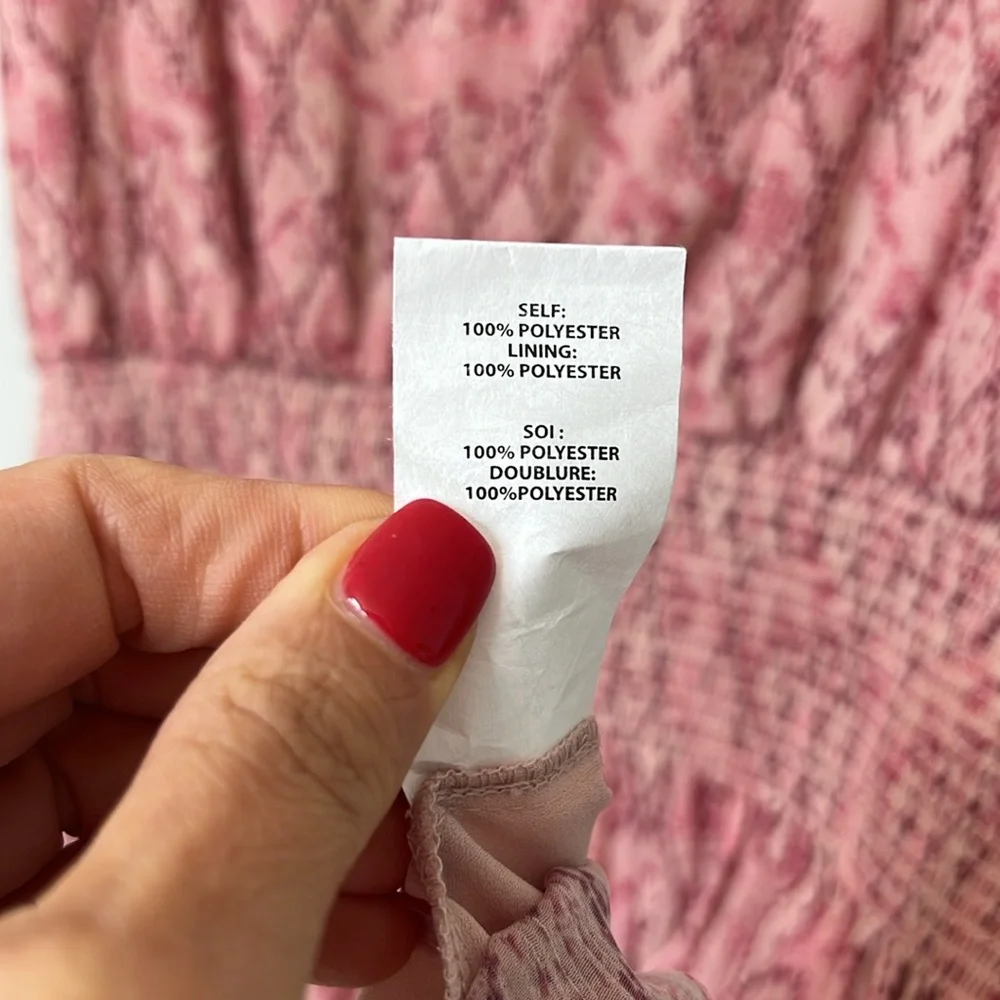 SELF:
100% POLYESTER
LINING:
100% POLYESTER
SOI :
100% POLYESTER
DOUBLURE:
100%POLYESTER